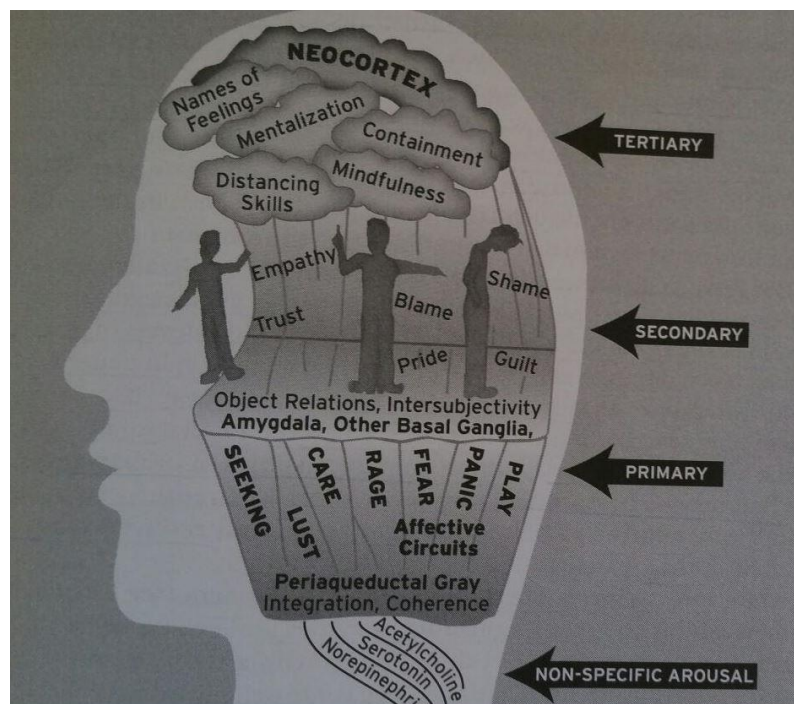 NEOCORTEX
Names of
Feelings
Mentalization
Containment
Distancing
Skills
Mindfulness
TERTIARY
Empathy
Trust
Blame
Pride
Shame
Guilt
SECONDARY
Object Relations, Intersubjectivity
Amygdala, Other Basal Ganglia,
SEEKING
LUST
CARE
RAGE
FEAR
PANIC
PLAY
Affective
Circuits
PRIMARY
Periaqueductal Gray
Integration, Coherence
Acetylcholine
Serotonin
Norepinephri
NON-SPECIFIC AROUSAL